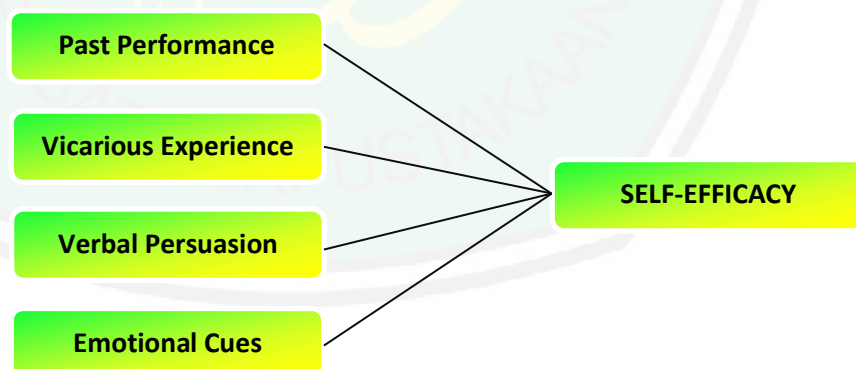 Past Performance
Vicarious Experience
Verbal Persuasion
Emotional Cues
SELF-EFFICACY